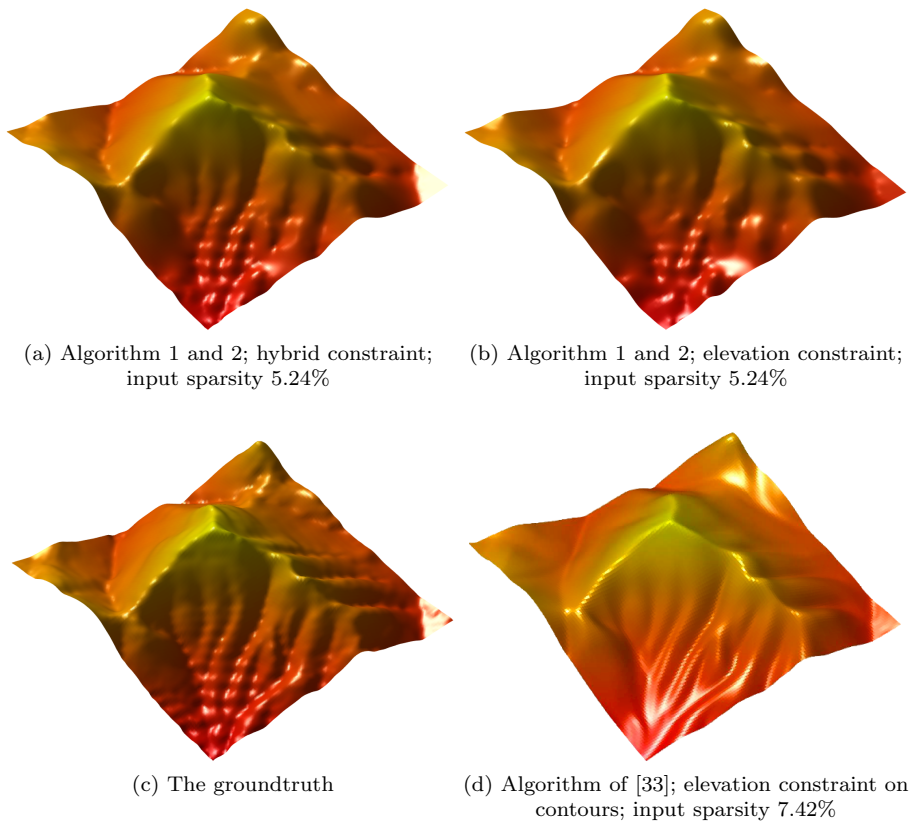 (a) Algorithm 1 and 2; hybrid constraint;
input sparsity 5.24%
(b) Algorithm 1 and 2; elevation constraint;
input sparsity 5.24%
(c) The groundtruth
(d) Algorithm of [33]; elevation constraint on
contours; input sparsity 7.42%